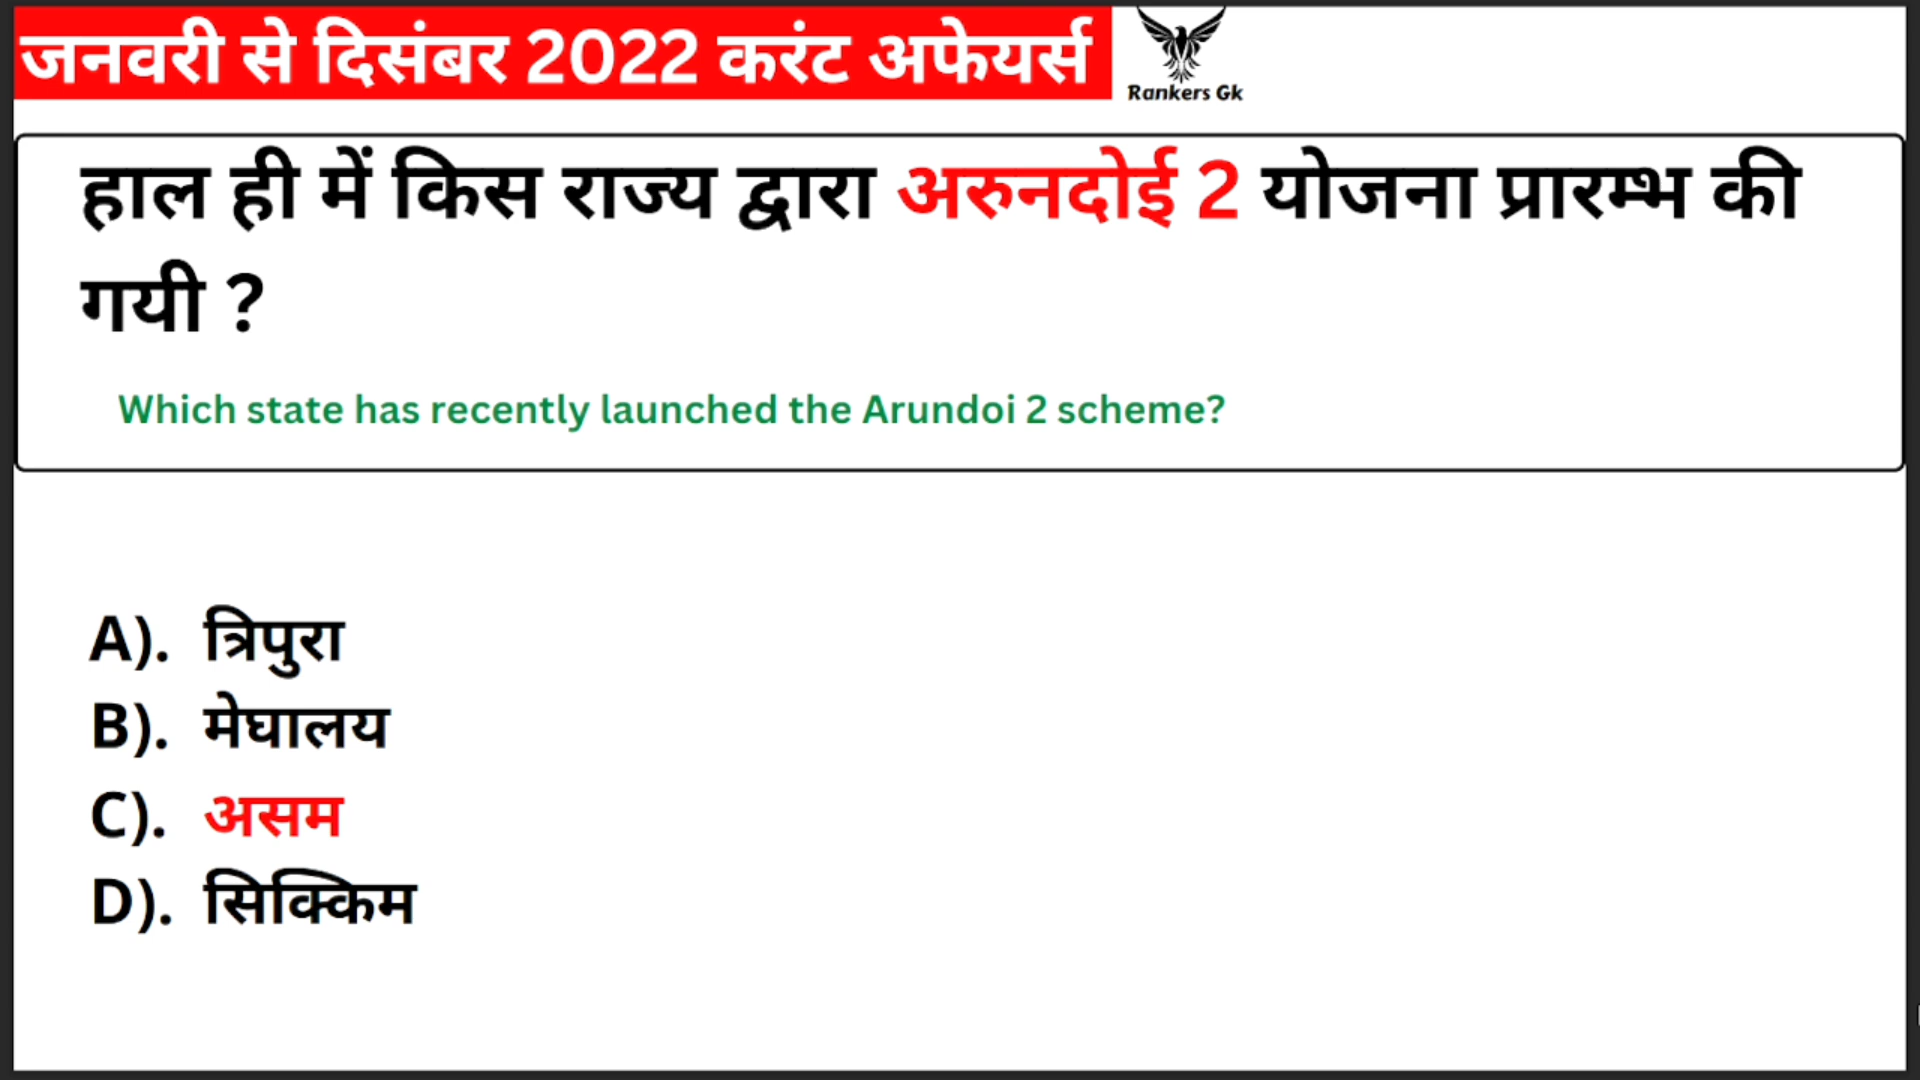 जनवरी से दिसंबर 2022 करंट अफेयर्स
Rankers Gk
हाल ही में किस राज्य द्वारा अरुनदोई 2 योजना प्रारम्भ की
गयी ?
Which state has recently launched the Arundoi 2 scheme?
A). त्रिपुरा
B). मेघालय
C). असम
D). सिक्किम